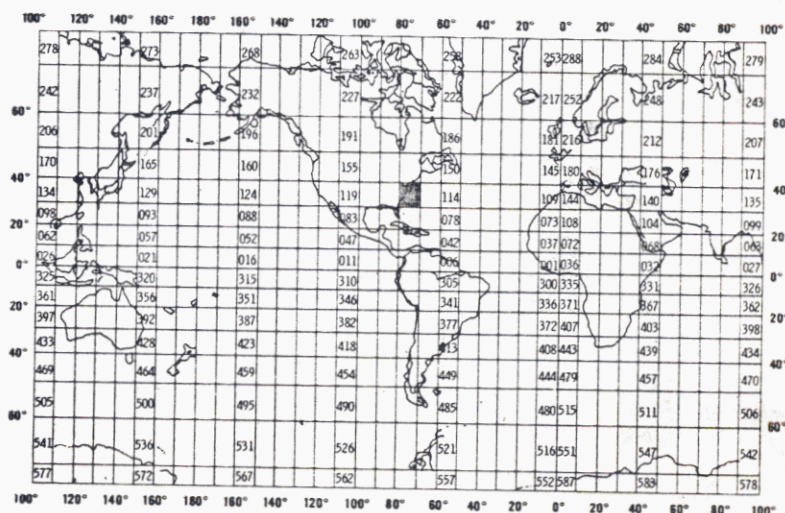 100° 120° 140° 160° 180° 160° 140° 120° 100° 80° 60° 40° 20° 0° 20° 40° 60° 80° 100°
278 273 268 263 258 253 288 284 279
242 237 232 227 222 217 252 248 243
60° 60°
206 201 196 191 186 181 216 212 207
170 165 160 155 150 145 180 176 171
40° 40°
134 129 124 119 114 109 144 140 135
098 093 088 083 078 073 108 104 099
20° 20°
062 057 052 047 042 037 072 068 063
026 021 016 011 006 001 036 032 027
0° 0°
325 320 315 310 305 300 335 331 326
361 356 351 346 341 336 371 367 362
20° 20°
397 392 387 382 377 372 407 403 398
433 428 423 418 413 408 443 439 434
40° 40°
469 464 459 454 449 444 479 457 470
505 500 495 490 485 480 515 511 506
60° 60°
541 536 531 526 521 516 551 547 542
577 572 567 562 557 552 587 583 578
100° 120° 140° 160° 180° 160° 140° 120° 100° 80° 60° 40° 20° 0° 20° 40° 60° 80° 100°